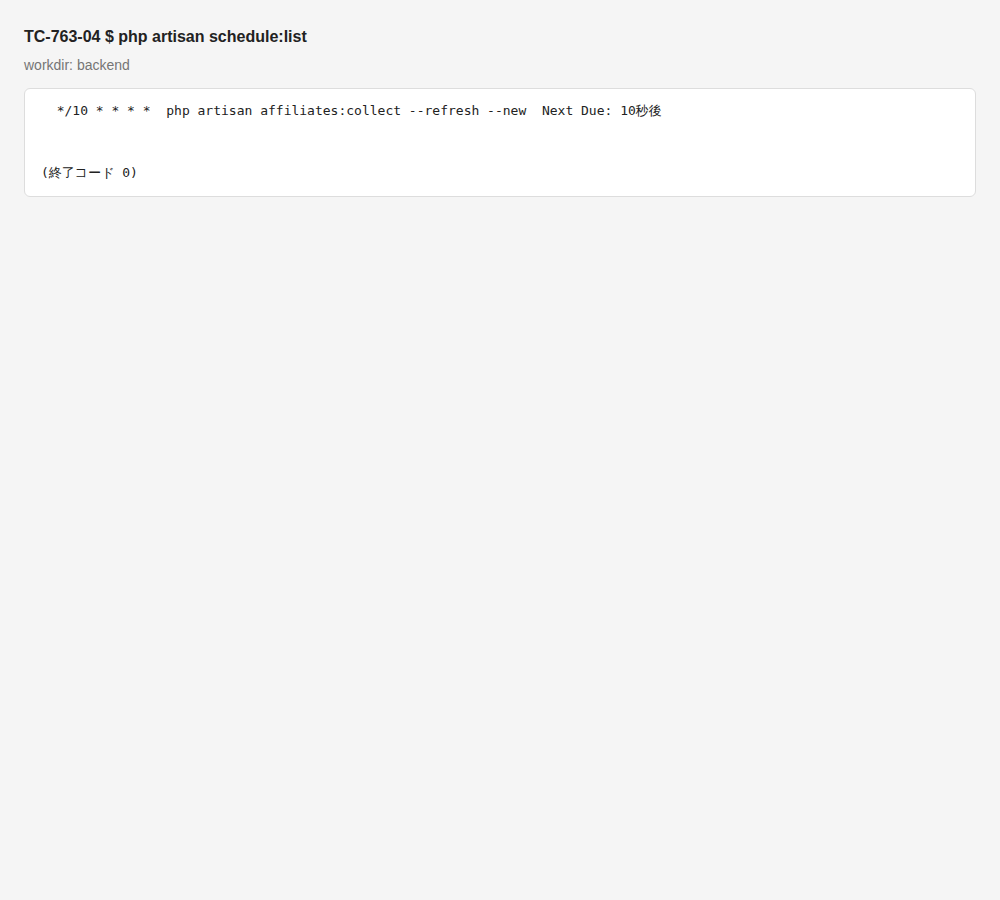 TC-763-04 $ php artisan schedule:list
workdir: backend
*/10 * * * *  php artisan affiliates:collect --refresh --new  Next Due: 10秒後
(終了コード 0)